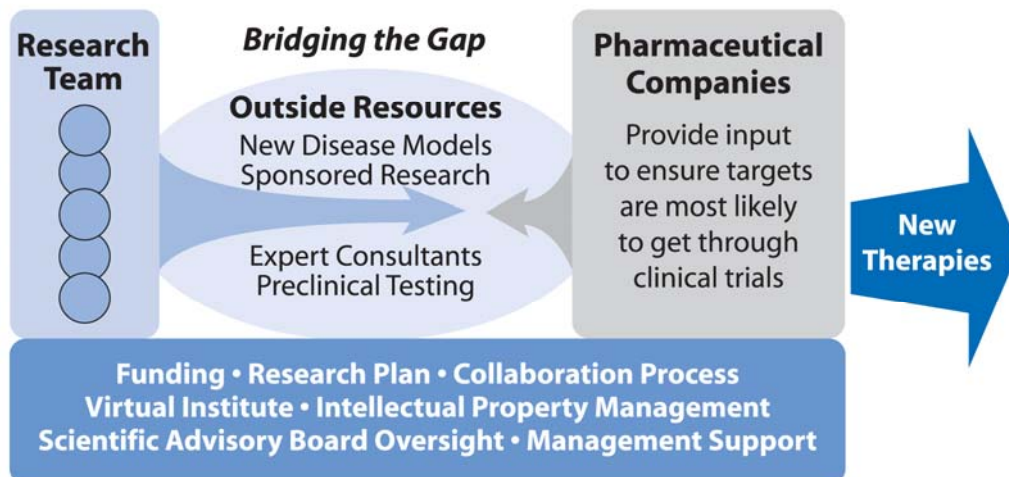 Research
Team
Bridging the Gap
Outside Resources
New Disease Models
Sponsored Research
Expert Consultants
Preclinical Testing
Pharmaceutical
Companies
Provide input
to ensure targets
are most likely
to get through
clinical trials
New
Therapies
Funding • Research Plan • Collaboration Process
Virtual Institute • Intellectual Property Management
Scientific Advisory Board Oversight • Management Support